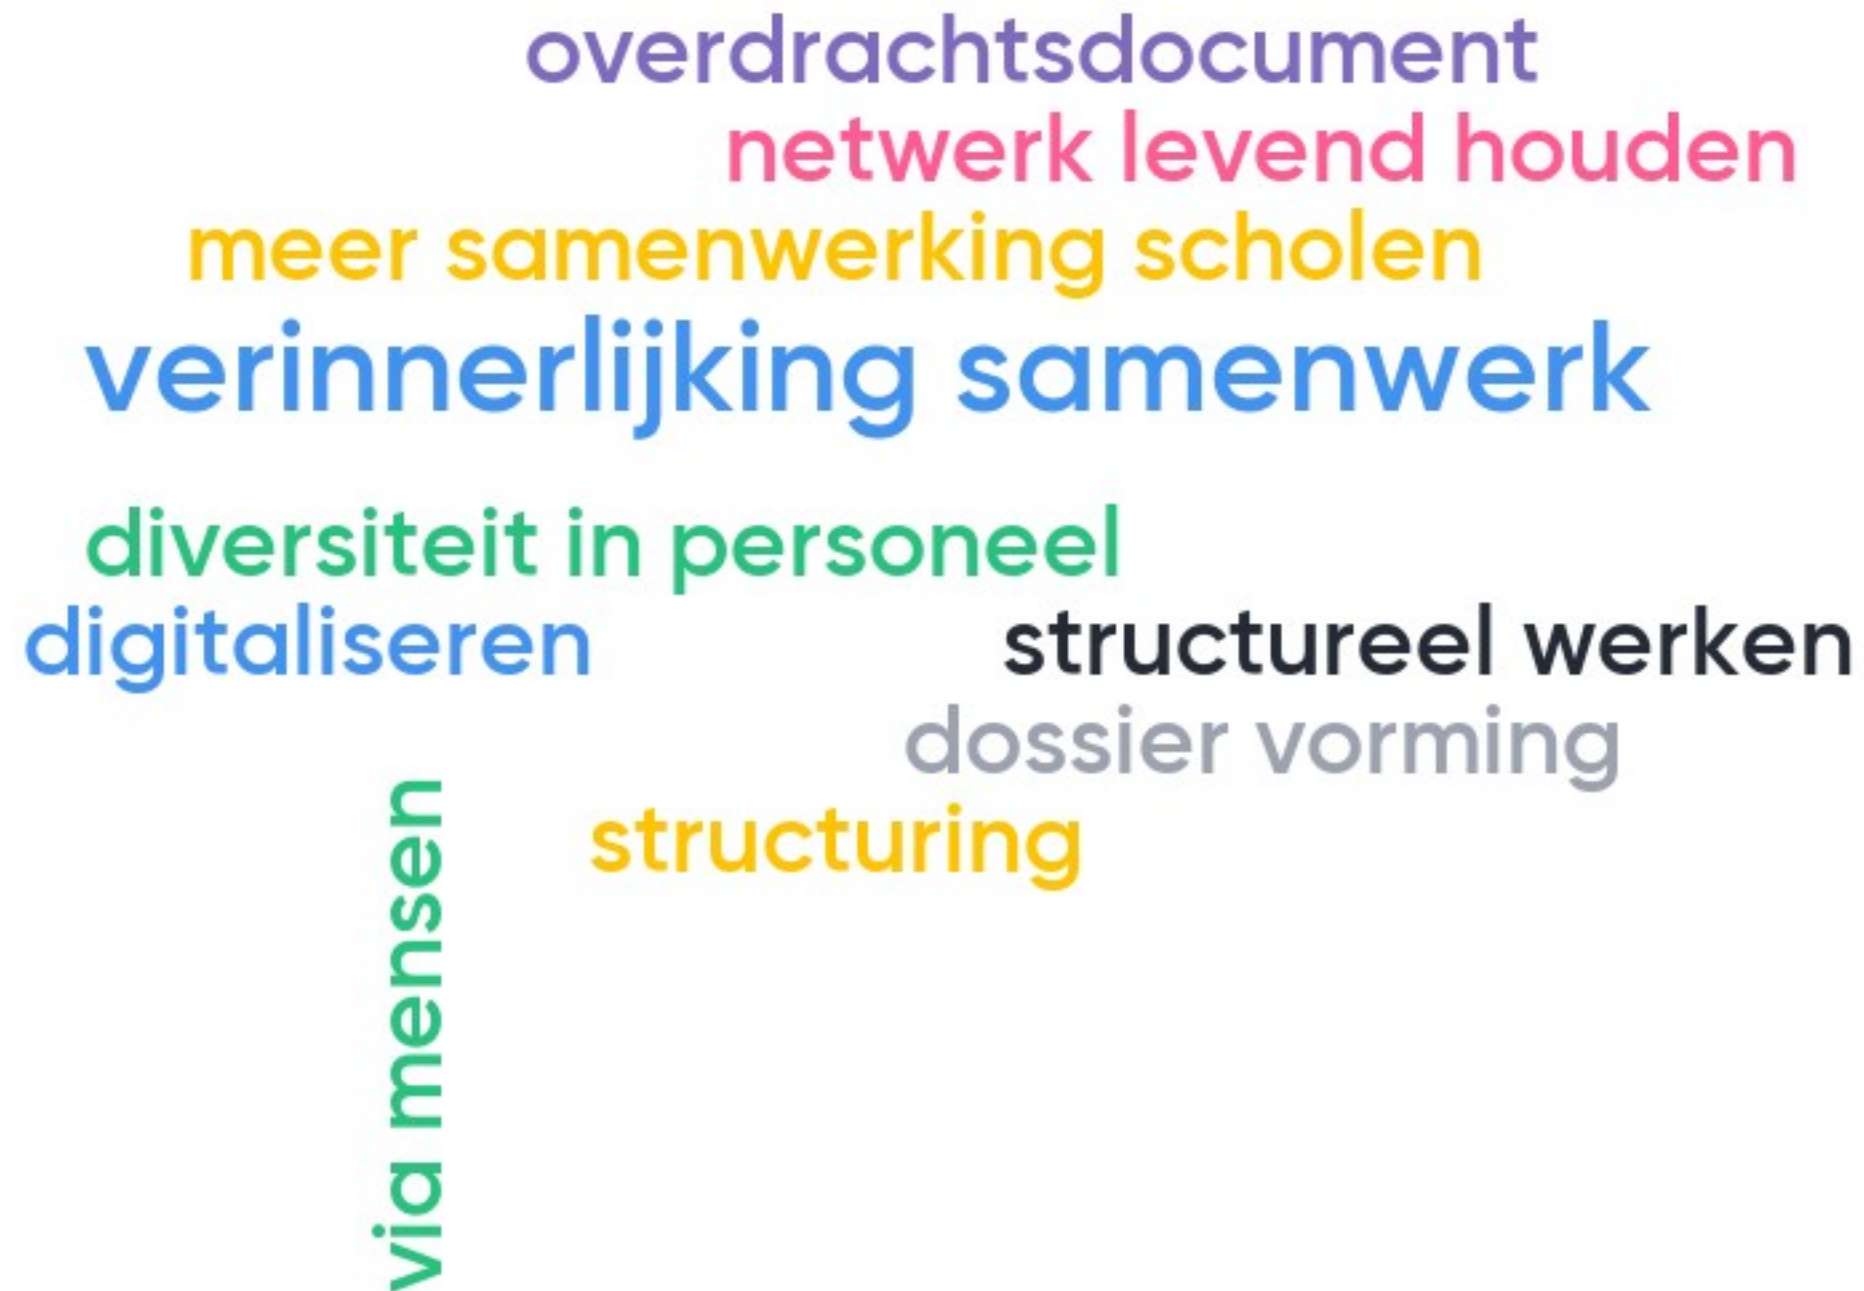 overdrachtsdocument
netwerk levend houden
meer samenwerking scholen
verinnerlijking samenwerk
diversiteit in personeel
digitaliseren
structureel werken
dossier vorming
structuring
via mensen